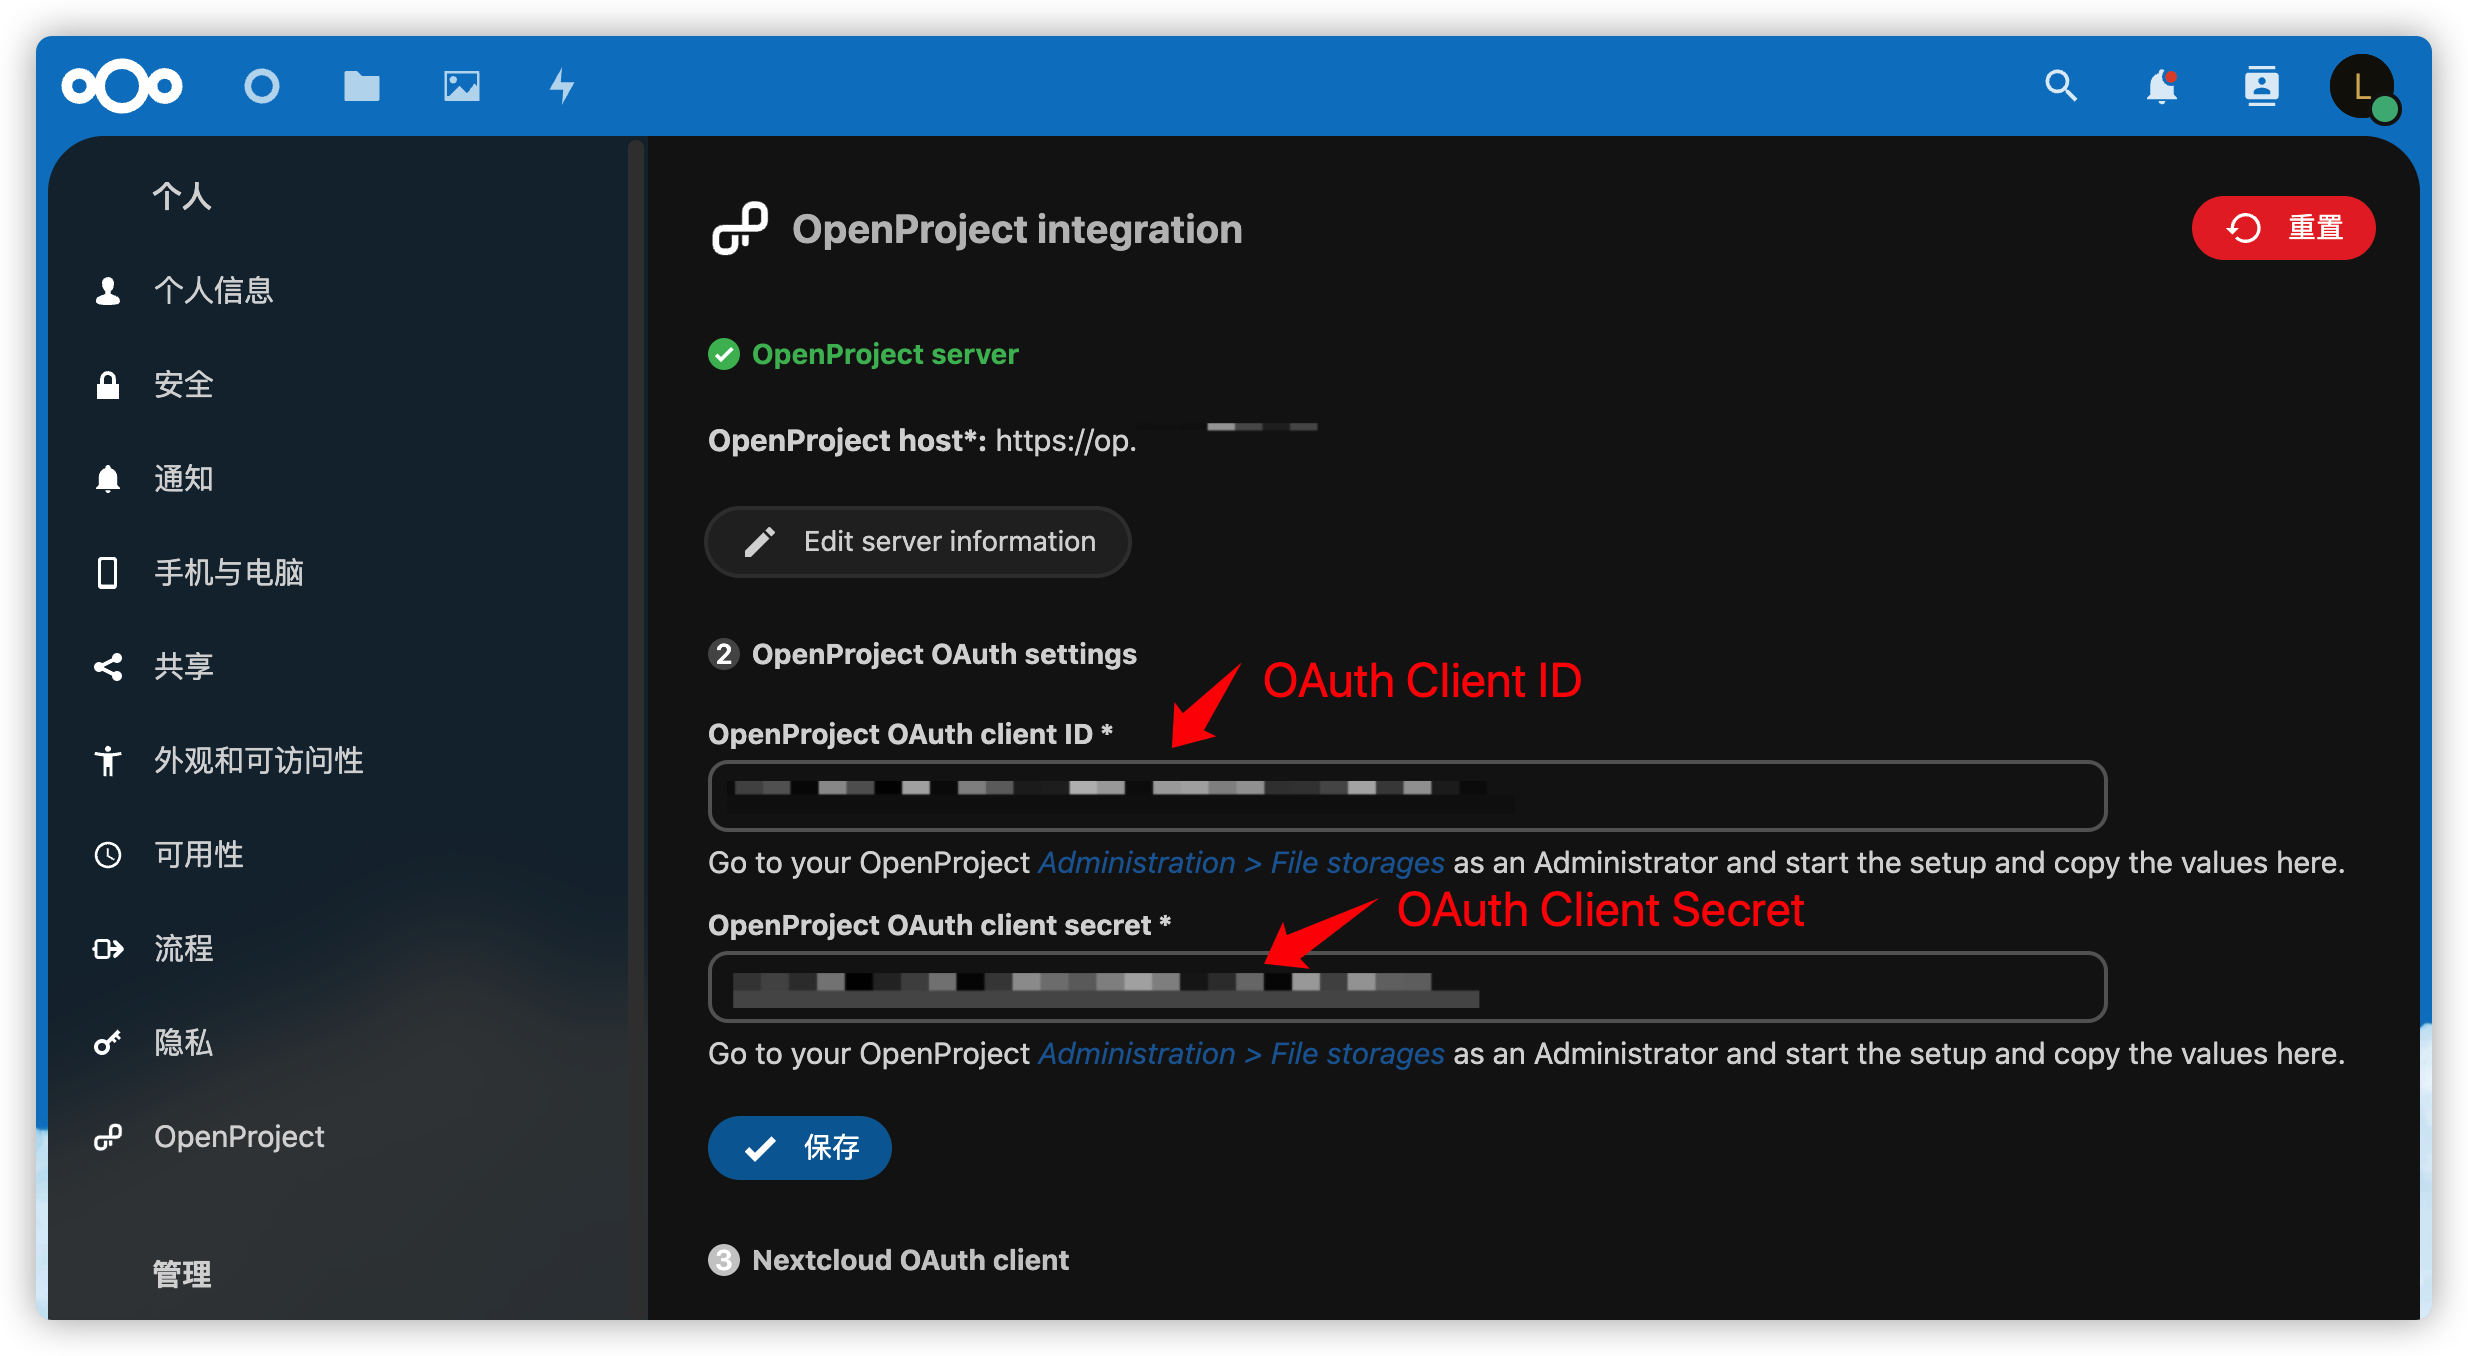 L
个人
个人信息
安全
通知
手机与电脑
共享
外观和可访问性
可用性
流程
隐私
OpenProject
管理
OpenProject integration
重置
OpenProject server
OpenProject host*: https://op.
Edit server information
2 OpenProject OAuth settings
OAuth Client ID
OpenProject OAuth client ID *
Go to your OpenProject Administration > File storages as an Administrator and start the setup and copy the values here.
OAuth Client Secret
OpenProject OAuth client secret *
Go to your OpenProject Administration > File storages as an Administrator and start the setup and copy the values here.
保存
3 Nextcloud OAuth client